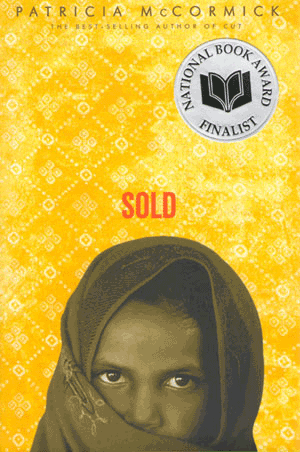 PATRICIA McCORMICK
THE BEST-SELLING AUTHOR OF CUT
NATIONAL BOOK AWARD
FINALIST
SOLD